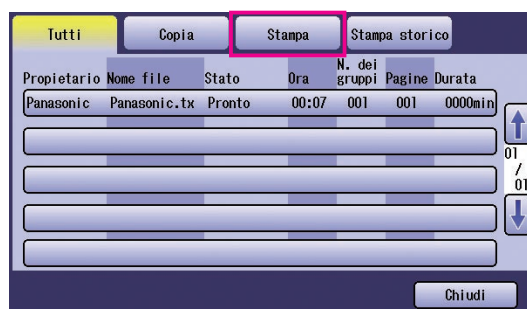 Tutti Copia Stampa Stampa storico
Propietario Nome file Stato Ora N. dei gruppi Pagine Durata
Panasonic Panasonic.tx Pronto 00:07 001 001 0000min
01
/
01
Chiudi